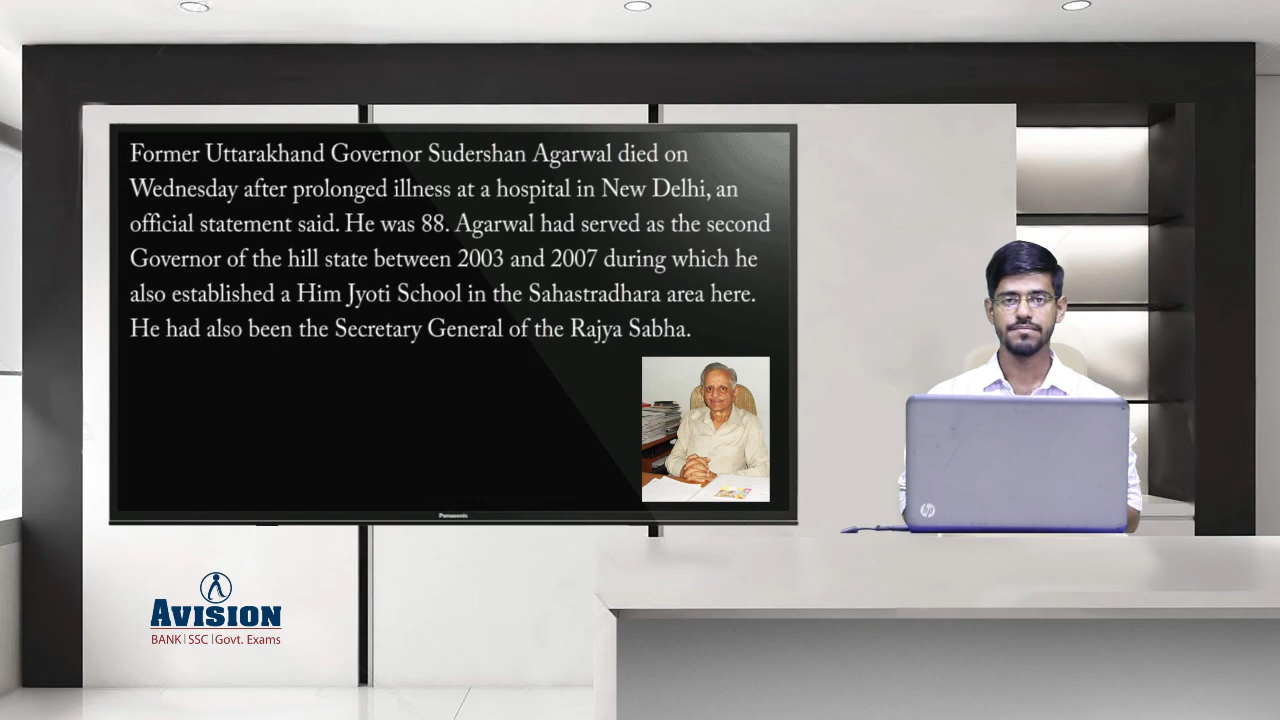 Former Uttarakhand Governor Sudershan Agarwal died on
Wednesday after prolonged illness at a hospital in New Delhi, an
official statement said. He was 88. Agarwal had served as the second
Governor of the hill state between 2003 and 2007 during which he
also established a Him Jyoti School in the Sahastradhara area here.
He had also been the Secretary General of the Rajya Sabha.
Panasonic
hp
AVISION
BANK | SSC | Govt. Exams